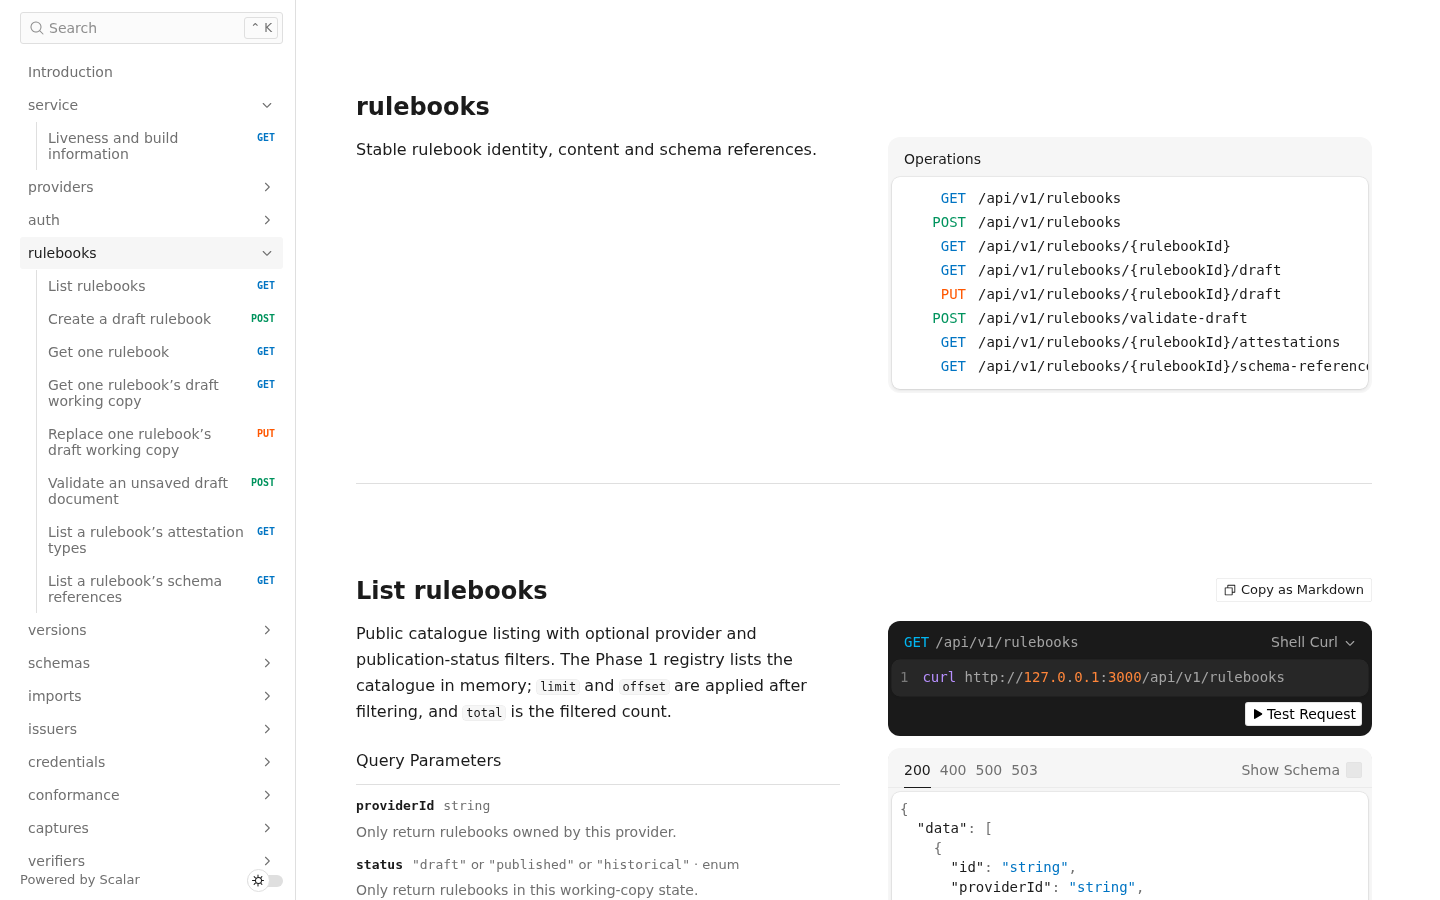 Search
⌃ K
Introduction
service
Liveness and build
information
GET
providers
auth
rulebooks
List rulebooks
GET
Create a draft rulebook
POST
Get one rulebook
GET
Get one rulebook’s draft
working copy
GET
Replace one rulebook’s
draft working copy
PUT
Validate an unsaved draft
document
POST
List a rulebook’s attestation
types
GET
List a rulebook’s schema
references
GET
versions
schemas
imports
issuers
credentials
conformance
captures
verifiers
Powered by Scalar
rulebooks
Stable rulebook identity, content and schema references.
Operations
GET /api/v1/rulebooks
POST /api/v1/rulebooks
GET /api/v1/rulebooks/{rulebookId}
GET /api/v1/rulebooks/{rulebookId}/draft
PUT /api/v1/rulebooks/{rulebookId}/draft
POST /api/v1/rulebooks/validate-draft
GET /api/v1/rulebooks/{rulebookId}/attestations
GET /api/v1/rulebooks/{rulebookId}/schema-reference
List rulebooks
Copy as Markdown
Public catalogue listing with optional provider and
publication-status filters. The Phase 1 registry lists the
catalogue in memory; limit and offset are applied after
filtering, and total is the filtered count.
Query Parameters
providerId string
Only return rulebooks owned by this provider.
status "draft" or "published" or "historical" · enum
Only return rulebooks in this working-copy state.
GET /api/v1/rulebooks
Shell Curl
1 curl http://127.0.0.1:3000/api/v1/rulebooks
Test Request
200 400 500 503
Show Schema
{
"data": [
{
"id": "string",
"providerId": "string",